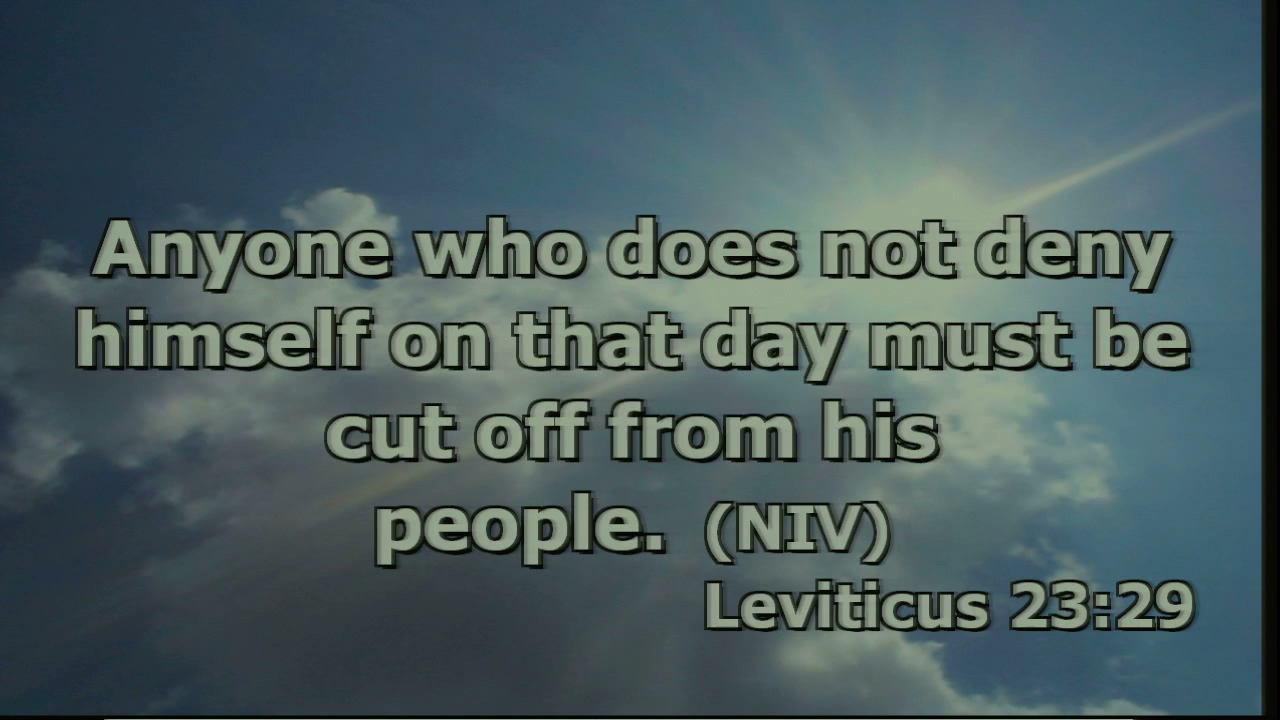 Anyone who does not deny
himself on that day must be
cut off from his
people. (NIV)
Leviticus 23:29